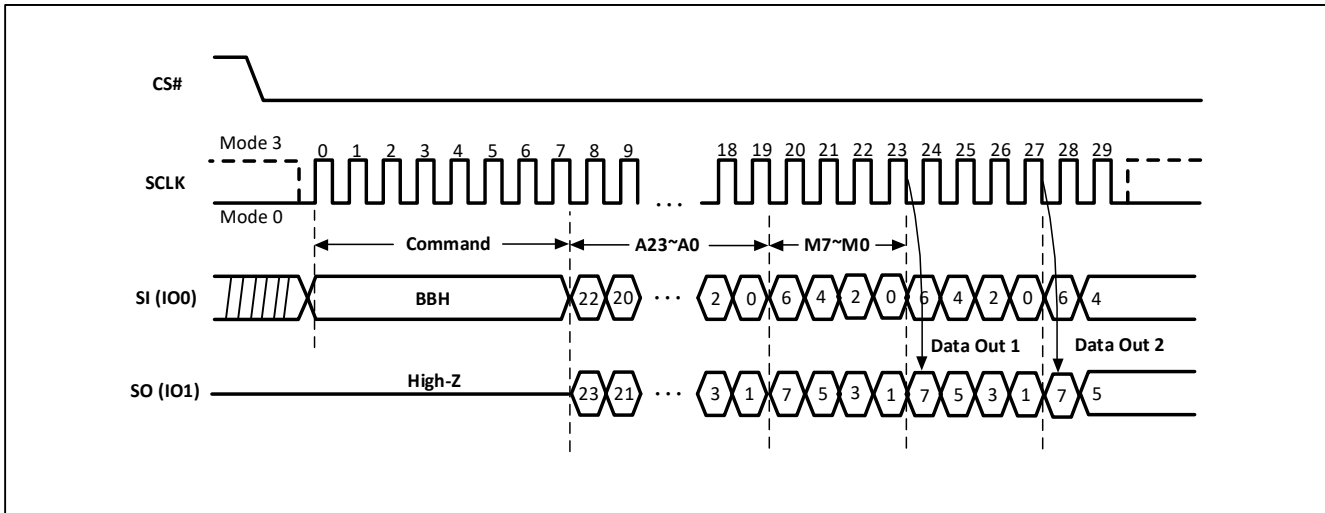 CS#
Mode 3
0 1 2 3 4 5 6 7 8 9 18 19 20 21 22 23 24 25 26 27 28 29
SCLK
...
Mode 0
Command A23~A0 M7~M0
SI (IO0) BBH 22 20 ... 2 0 6 4 2 0 6 4 2 0 6 4
Data Out 1 Data Out 2
SO (IO1) High-Z 23 21 ... 3 1 7 5 3 1 7 5 3 1 7 5